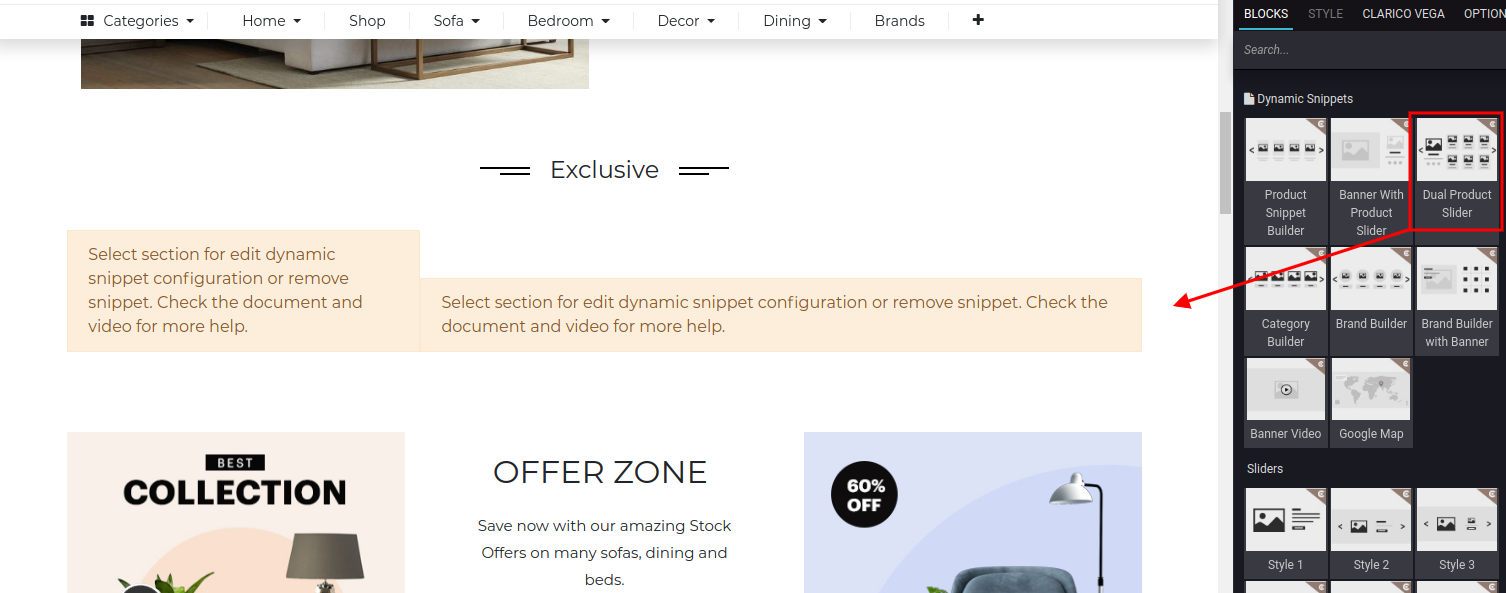 Categories Home Shop Sofa Bedroom Decor Dining Brands
BLOCKS STYLE CLARICO VEGA OPTION
Search...
Dynamic Snippets
Product
Snippet
Builder
Banner With
Product
Slider
Dual Product
Slider
Category
Builder
Brand Builder
Brand Builder
with Banner
Banner Video
Google Map
Sliders
Style 1
Style 2
Style 3
Exclusive
Select section for edit dynamic
snippet configuration or remove
snippet. Check the document and
video for more help.
Select section for edit dynamic snippet configuration or remove snippet. Check the
document and video for more help.
BEST
COLLECTION
OFFER ZONE
Save now with our amazing Stock
Offers on many sofas, dining and
beds.
60%
OFF